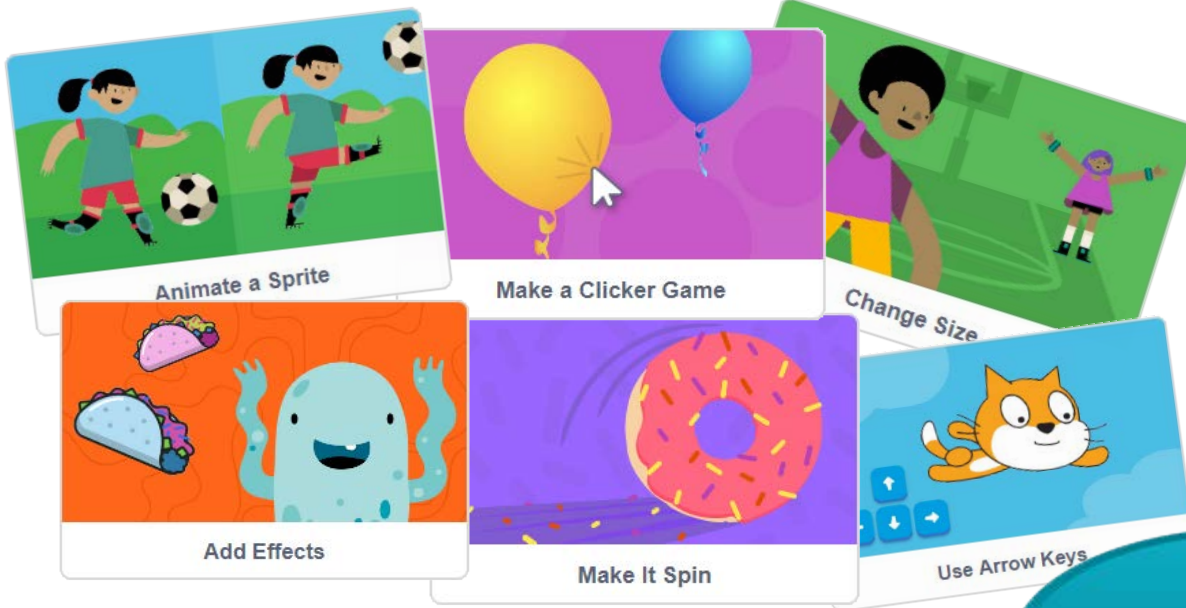 Animate a Sprite
Make a Clicker Game
Change Size
Add Effects
Make It Spin
Use Arrow Keys